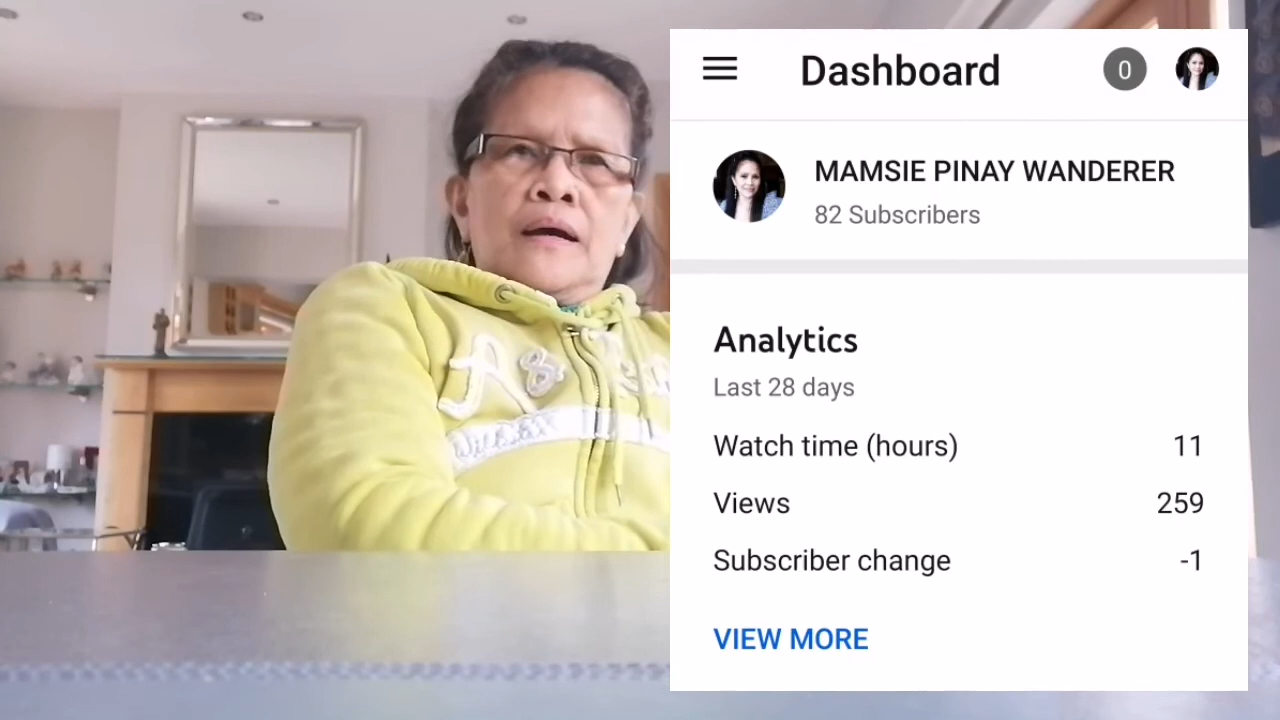 Dashboard
0
MAMSIE PINAY WANDERER
82 Subscribers
Analytics
Last 28 days
Watch time (hours) 11
Views 259
Subscriber change -1
VIEW MORE